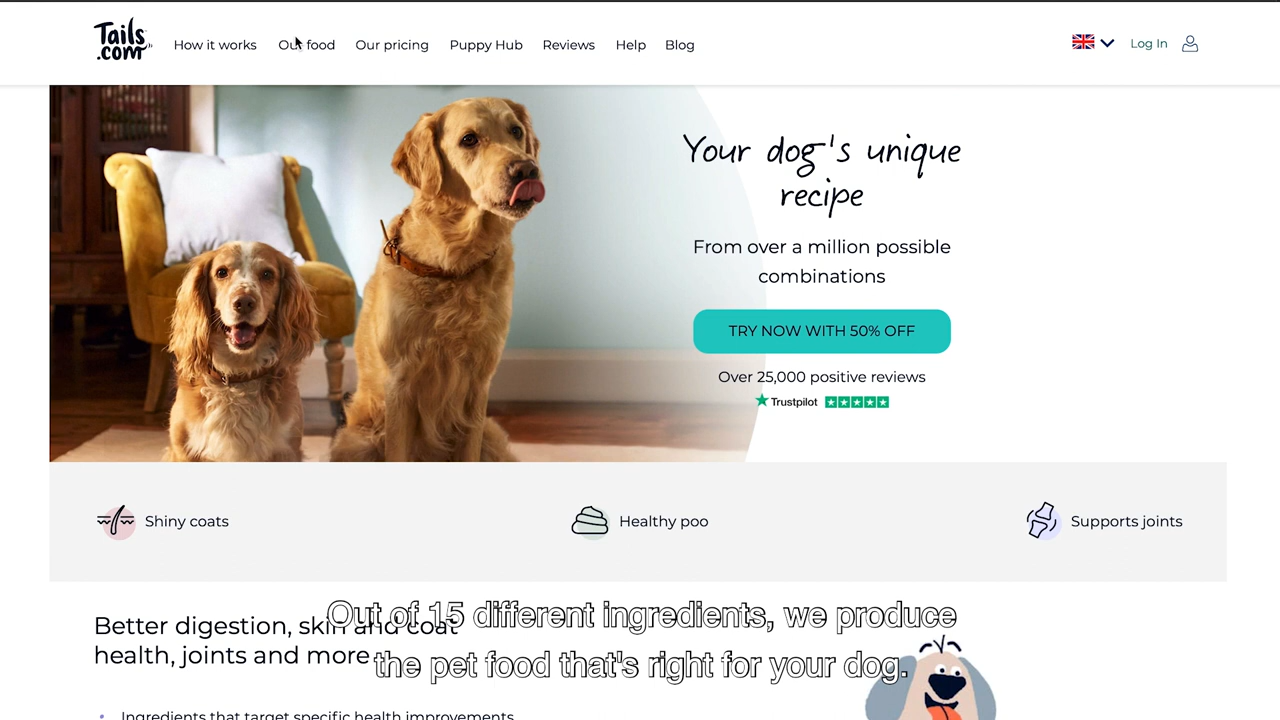 Tails.com
How it works
Our food
Our pricing
Puppy Hub
Reviews
Help
Blog
Log In
Your dog's unique
recipe
From over a million possible
combinations
TRY NOW WITH 50% OFF
Over 25,000 positive reviews
Trustpilot
Shiny coats
Healthy poo
Supports joints
Better digestion, skin and coat
health, joints and more
Out of 15 different ingredients, we produce
the pet food that's right for your dog.
Ingredients that target specific health improvements